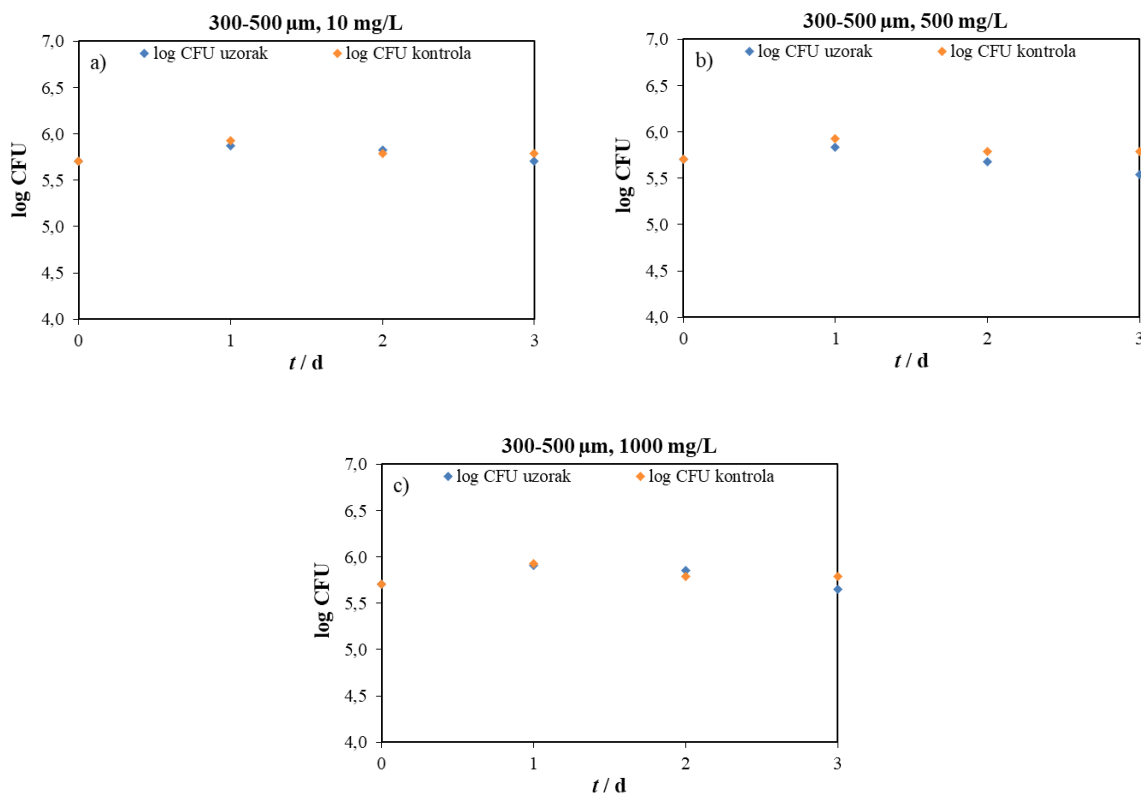 300-500 µm, 10 mg/L
a)
log CFU uzorak
log CFU kontrola
7,0
6,5
6,0
5,5
5,0
4,5
4,0
log CFU
0 1 2 3
t / d
300-500 µm, 500 mg/L
b)
log CFU uzorak
log CFU kontrola
7,0
6,5
6,0
5,5
5,0
4,5
4,0
log CFU
0 1 2 3
t / d
300-500 µm, 1000 mg/L
c)
log CFU uzorak
log CFU kontrola
7,0
6,5
6,0
5,5
5,0
4,5
4,0
log CFU
0 1 2 3
t / d